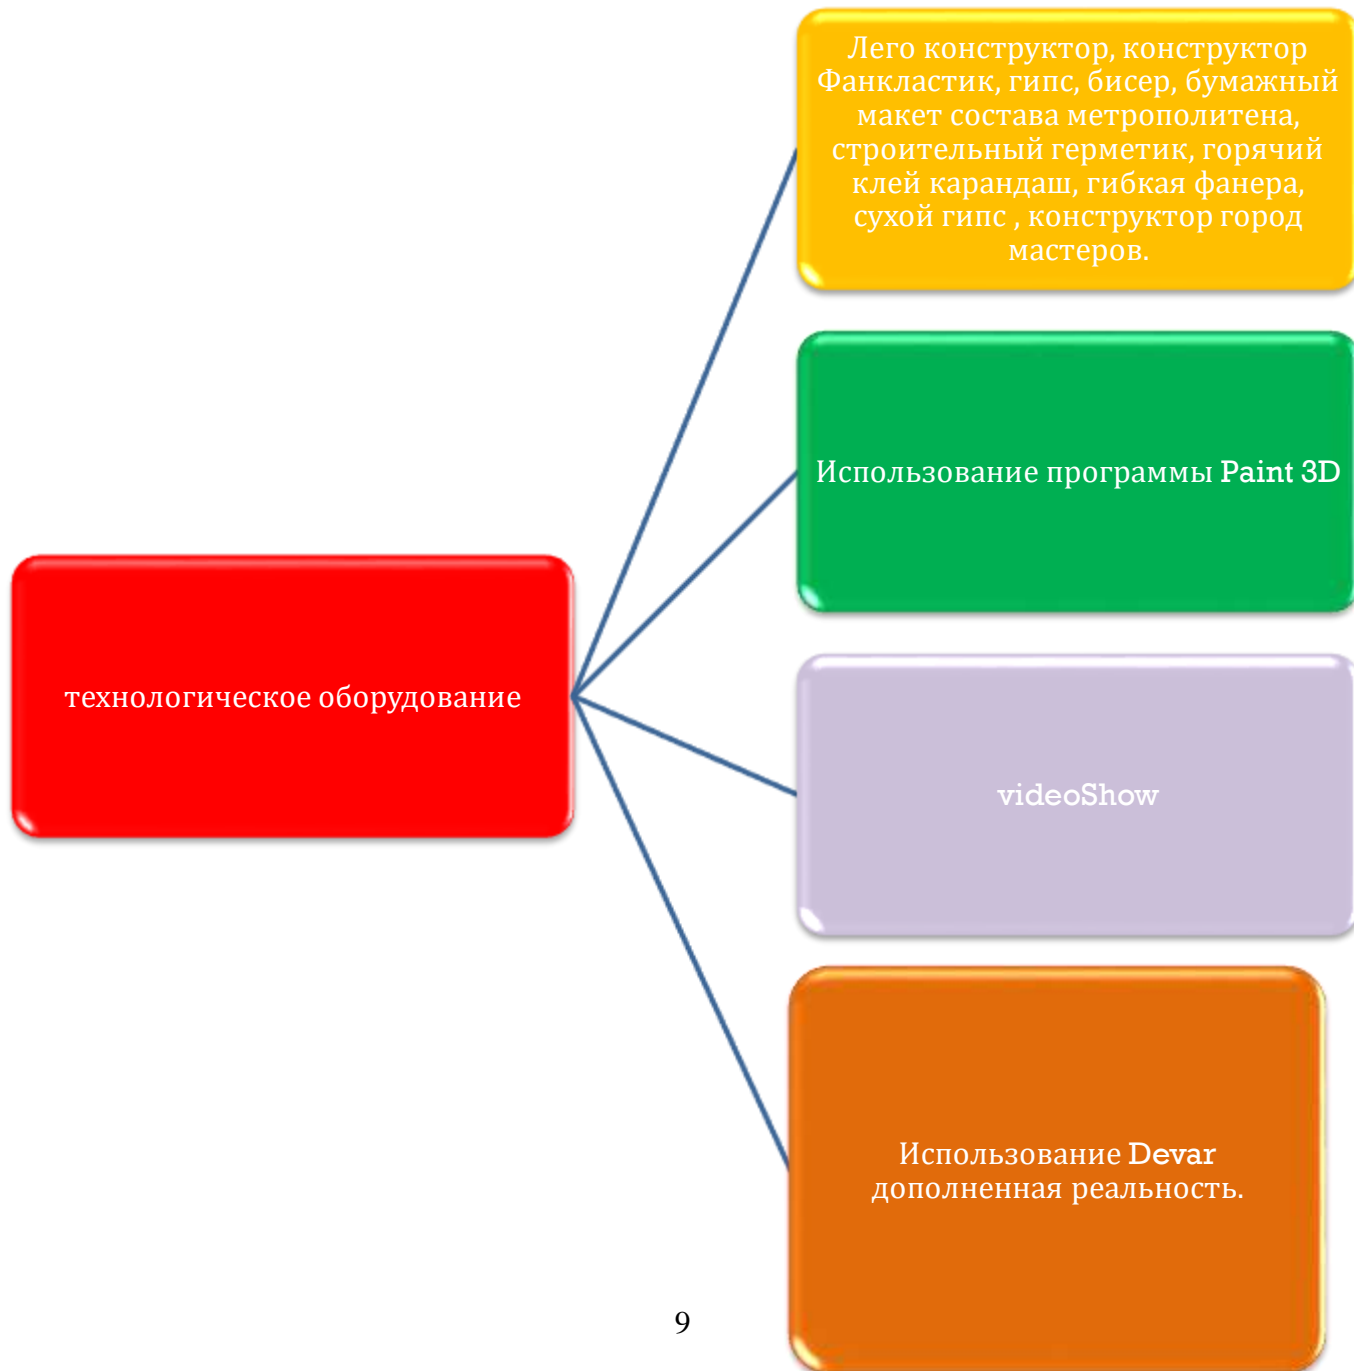 Лего конструктор, конструктор
Фанкластик, гипс, бисер, бумажный
макет состава метрополитена,
строительный герметик, горячий
клей карандаш, гибкая фанера,
сухой гипс , конструктор город
мастеров.
Использование программы Paint 3D
технологическое оборудование
videoShow
Использование Devar
дополненная реальность.
9